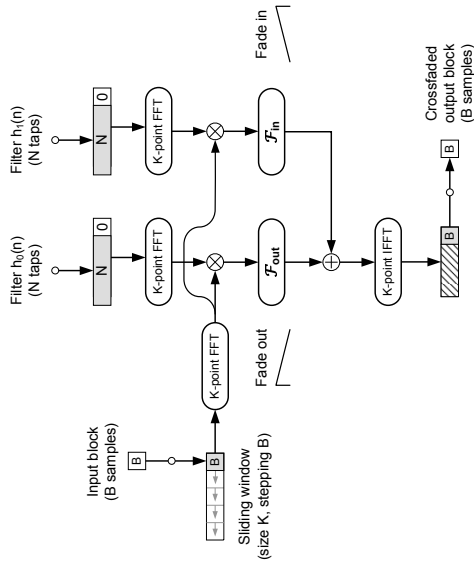 Input block
(B samples)
B
B
Sliding window
(size K, stepping B)
Filter h₀(n)
(N taps)
N
0
K-point FFT
Filter h₁(n)
(N taps)
N
0
K-point FFT
K-point FFT
Fade out
ℱout
ℱin
Fade in
K-point IFFT
B
B
Crossfaded
output block
(B samples)